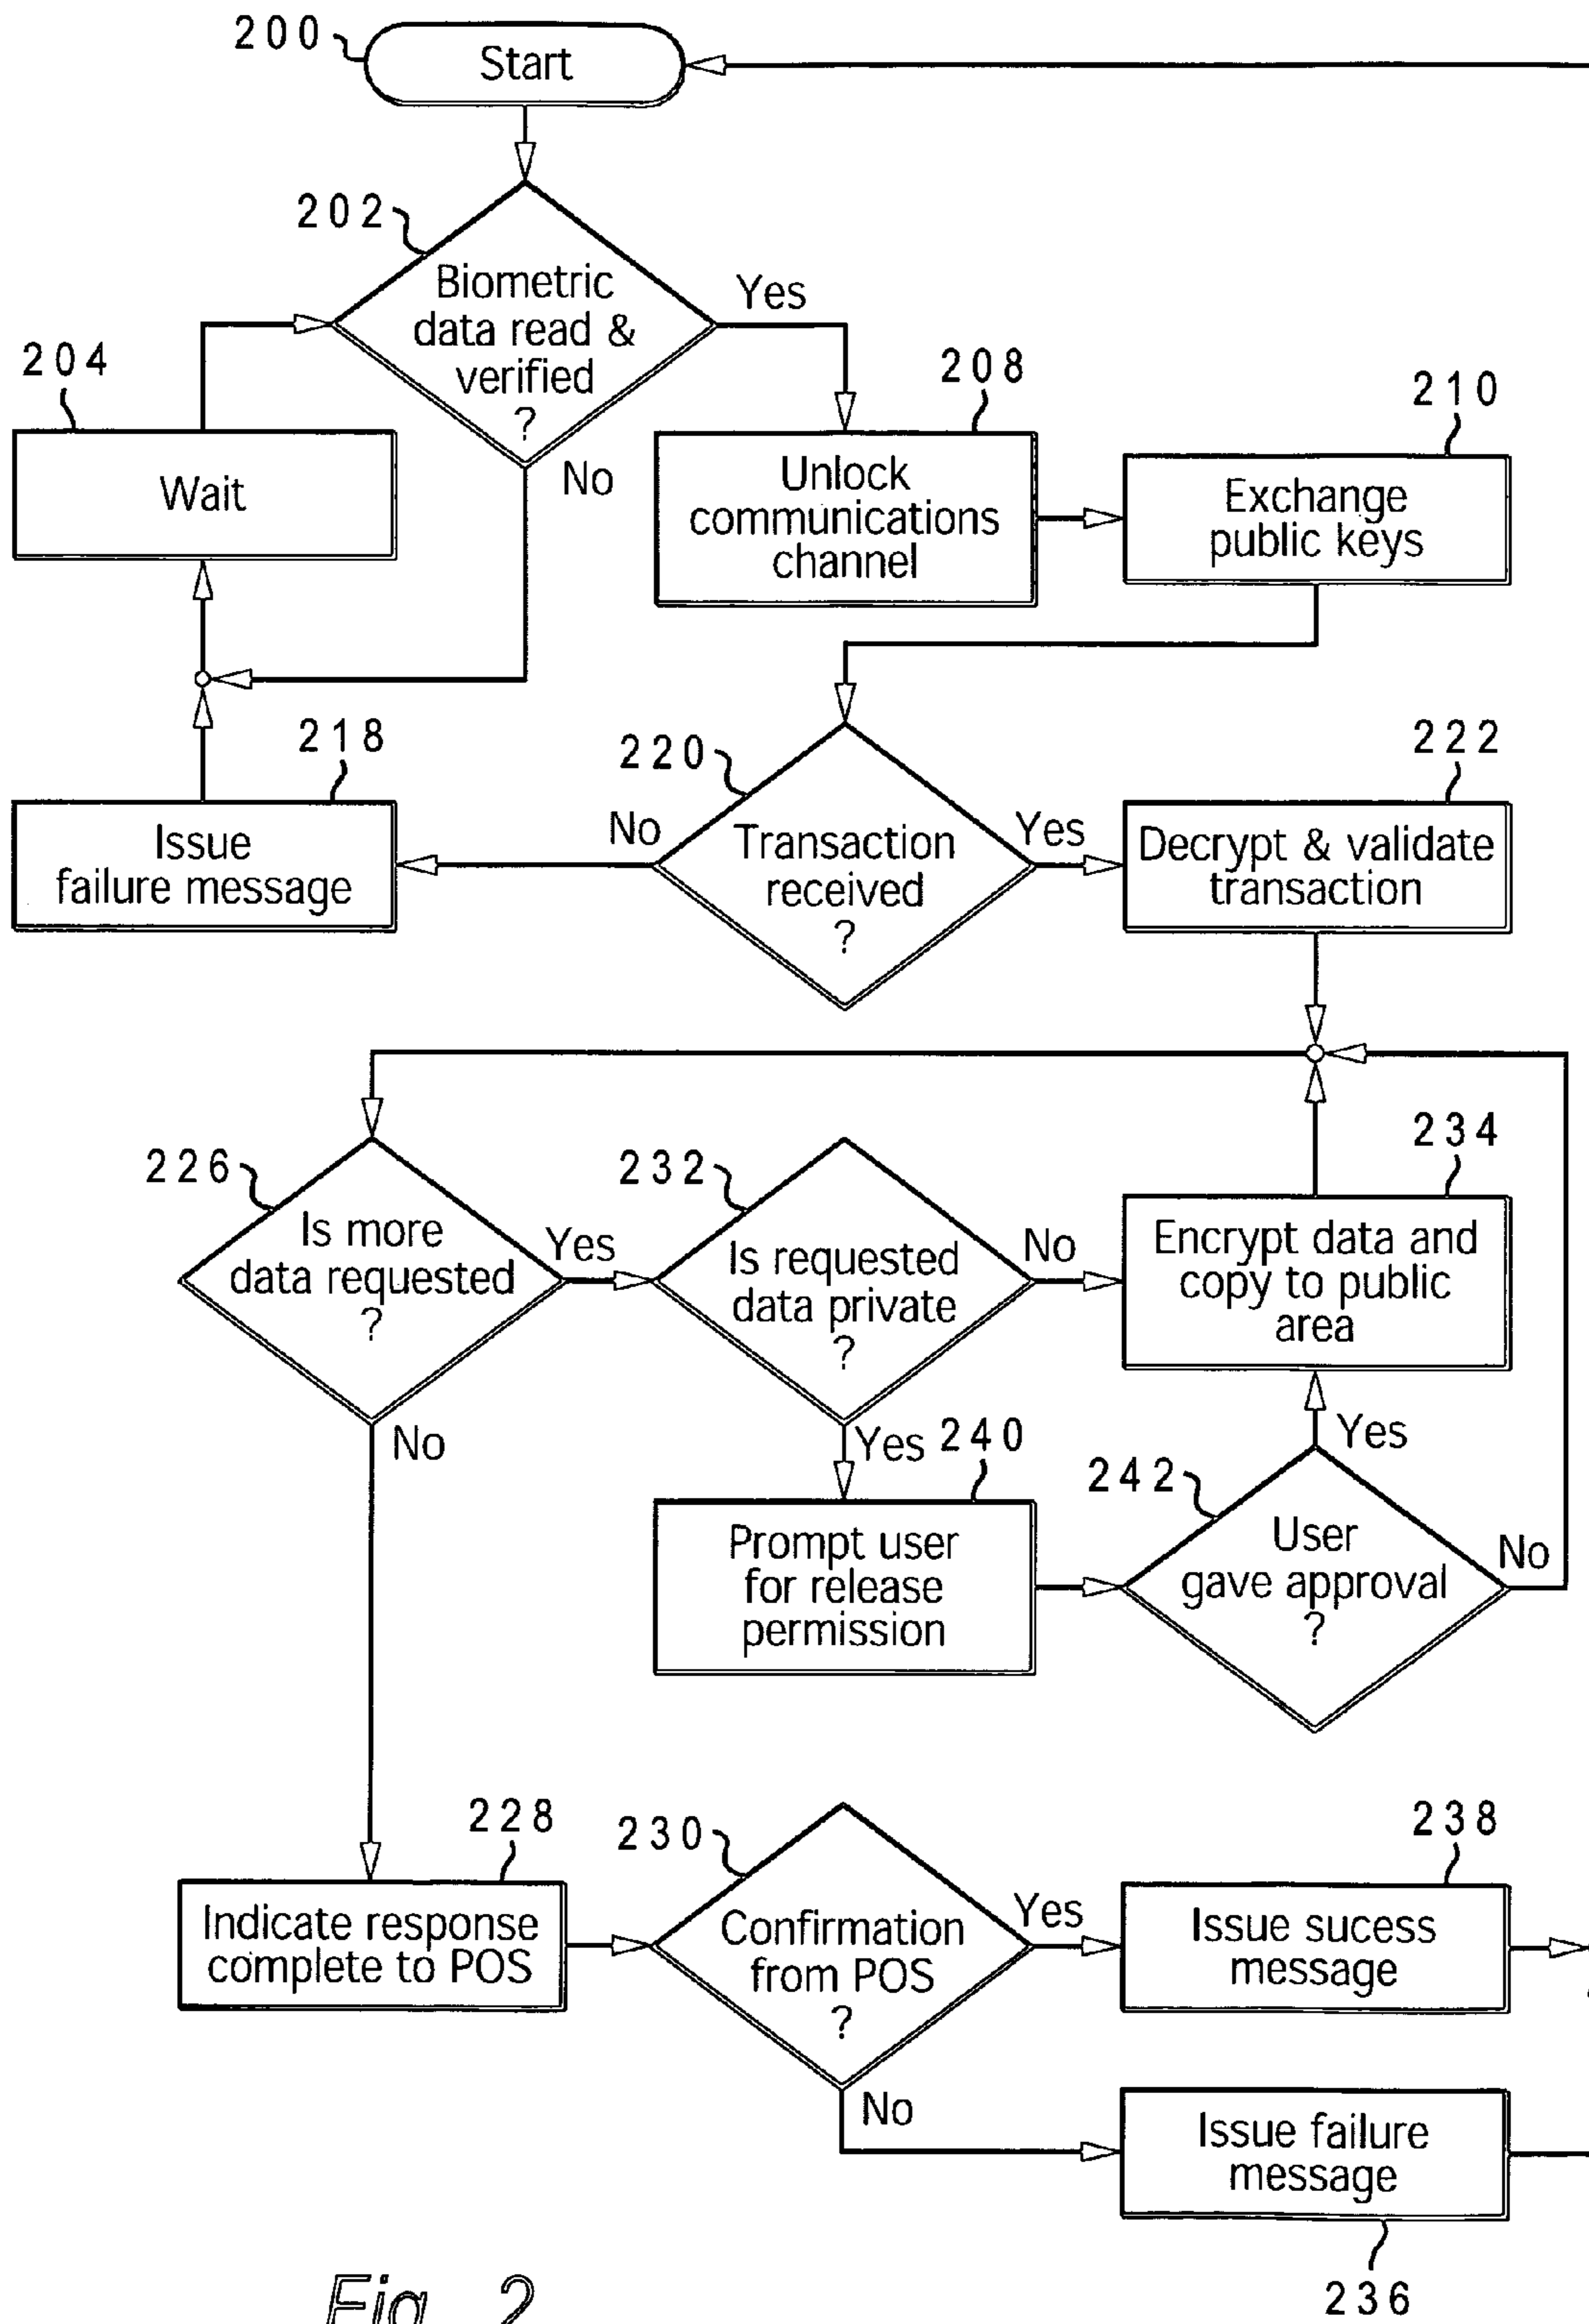 200
Start
202
Biometric
data read &
verified
?
Yes
No
204
Wait
208
Unlock
communications
channel
210
Exchange
public keys
218
Issue
failure message
220
No
Transaction
received
?
Yes
222
Decrypt & validate
transaction
226
Is more
data requested
?
Yes
No
232
Is requested
data private
?
No
Yes
234
Encrypt data and
copy to public
area
240
Prompt user
for release
permission
242
User
gave approval
?
Yes
No
228
Indicate response
complete to POS
230
Confirmation
from POS
?
Yes
No
238
Issue sucess
message
Issue failure
message
236
Fig. 2